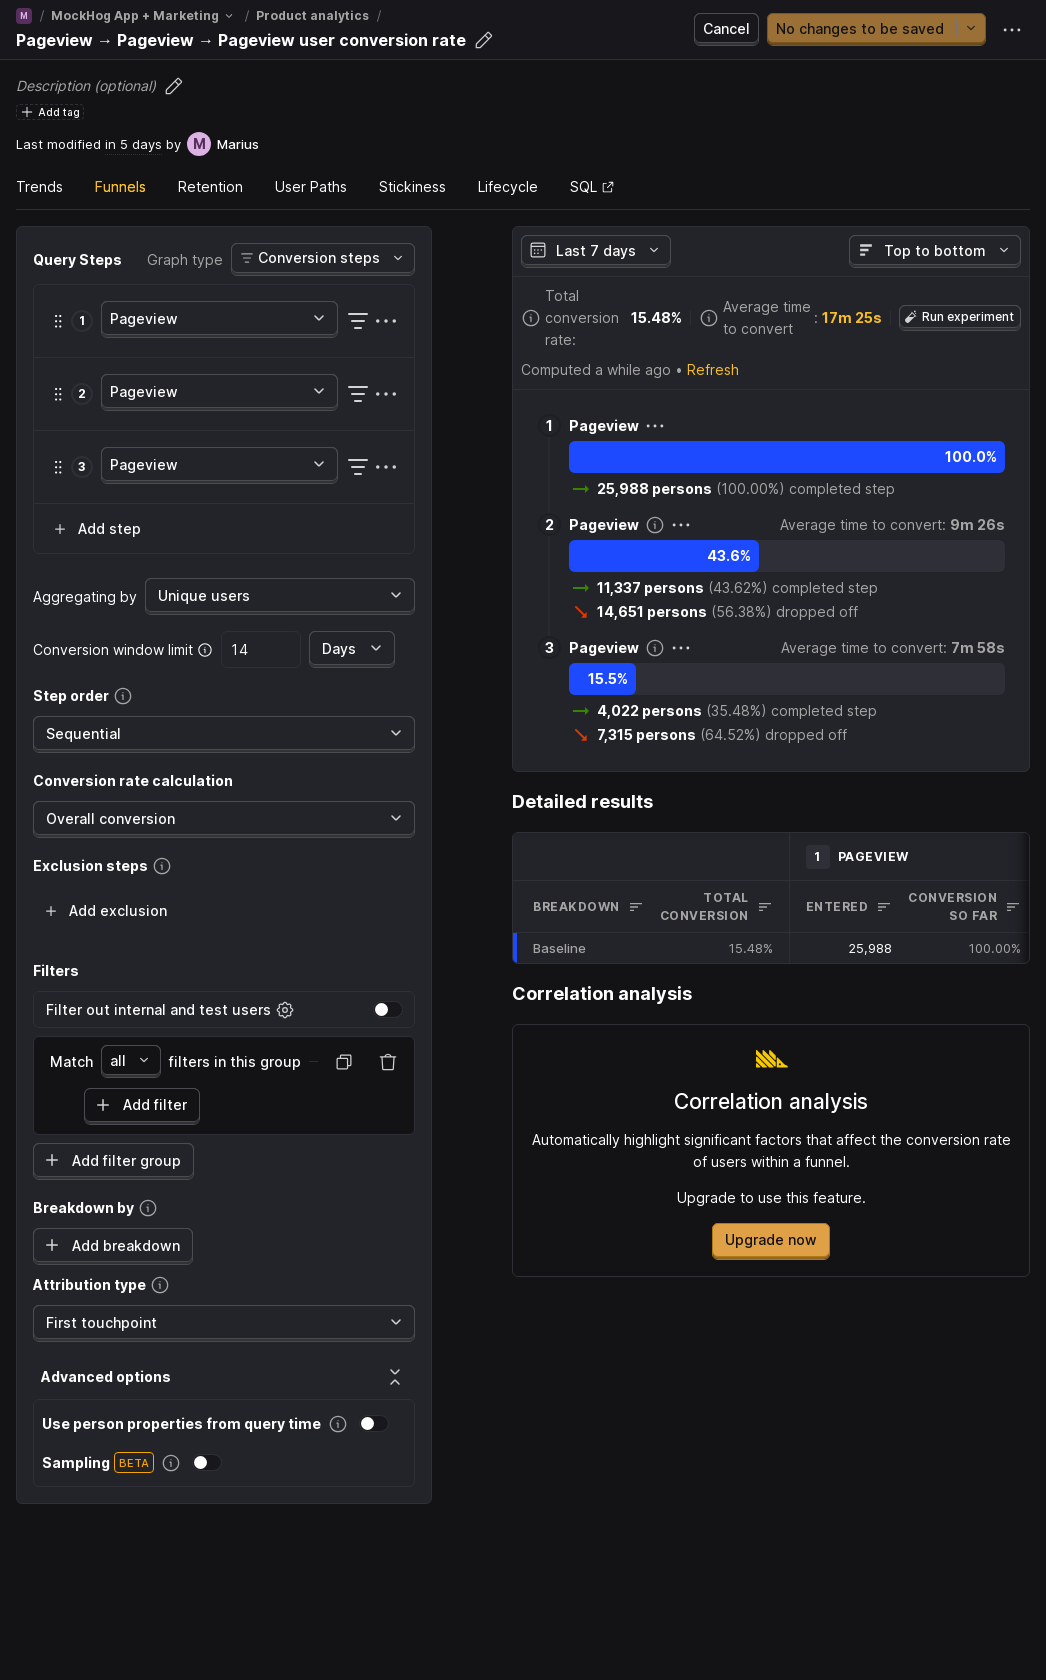 M / MockHog App + Marketing / Product analytics /
Pageview → Pageview → Pageview user conversion rate
Cancel
No changes to be saved
Description (optional)
Add tag
Last modified in 5 days by M Marius
Trends Funnels Retention User Paths Stickiness Lifecycle SQL
Query Steps Graph type Conversion steps
1 Pageview
2 Pageview
3 Pageview
Add step
Aggregating by Unique users
Conversion window limit 14 Days
Step order
Sequential
Conversion rate calculation
Overall conversion
Exclusion steps
Add exclusion
Filters
Filter out internal and test users
Match all filters in this group
Add filter
Add filter group
Breakdown by
Add breakdown
Attribution type
First touchpoint
Advanced options
Use person properties from query time
Sampling BETA
Last 7 days
Top to bottom
Total
conversion
rate:
15.48%
Average time
to convert
: 17m 25s
Run experiment
Computed a while ago • Refresh
1 Pageview
100.0%
25,988 persons (100.00%) completed step
2 Pageview Average time to convert: 9m 26s
43.6%
11,337 persons (43.62%) completed step
14,651 persons (56.38%) dropped off
3 Pageview Average time to convert: 7m 58s
15.5%
4,022 persons (35.48%) completed step
7,315 persons (64.52%) dropped off
Detailed results
1 PAGEVIEW
BREAKDOWN
TOTAL
CONVERSION
ENTERED
CONVERSION
SO FAR
Baseline 15.48% 25,988 100.00%
Correlation analysis
Correlation analysis
Automatically highlight significant factors that affect the conversion rate
of users within a funnel.
Upgrade to use this feature.
Upgrade now